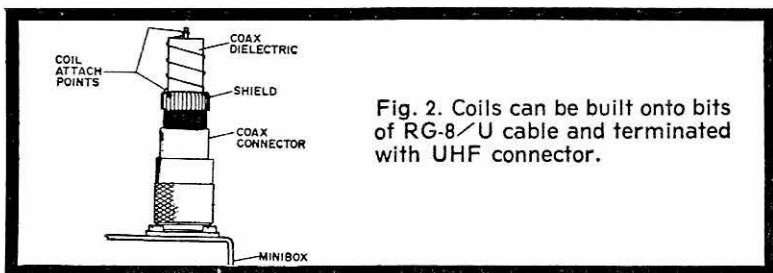 COAX
DIELECTRIC
COIL
ATTACH
POINTS
SHIELD
COAX
CONNECTOR
MINIBOX
Fig. 2. Coils can be built onto bits
of RG-8/U cable and terminated
with UHF connector.